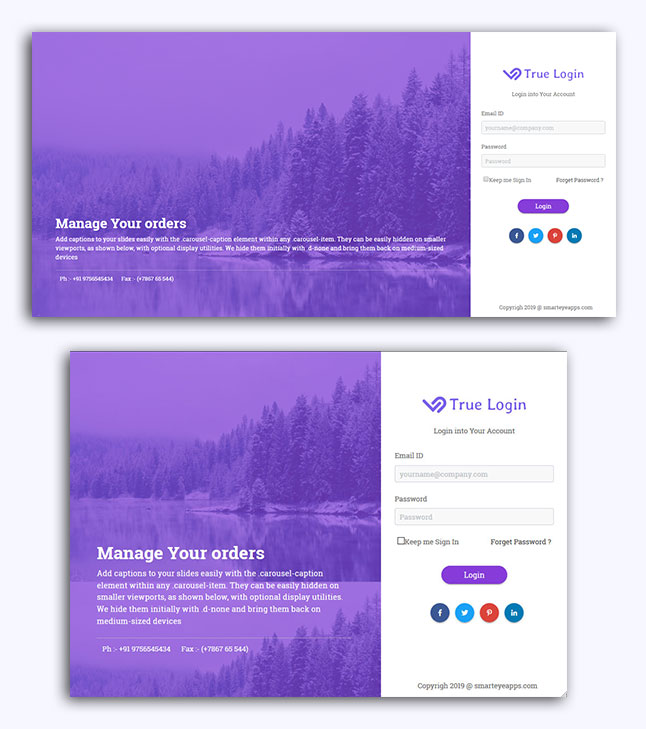 True Login
Login into Your Account
Email ID
yourname@company.com
Password
Password
Keep me Sign In Forget Password ?
Login
Manage Your orders
Add captions to your slides easily with the .carousel-caption element within any .carousel-item. They can be easily hidden on smaller
viewports, as shown below, with optional display utilities. We hide them initially with .d-none and bring them back on medium-sized
devices
Ph :- +91 9756545434 Fax :- (+7867 65 544)
Copyrigh 2019 @ smarteyeapps.com
True Login
Login into Your Account
Email ID
yourname@company.com
Password
Password
Keep me Sign In Forget Password ?
Login
Manage Your orders
Add captions to your slides easily with the .carousel-caption
element within any .carousel-item. They can be easily hidden on
smaller viewports, as shown below, with optional display utilities.
We hide them initially with .d-none and bring them back on
medium-sized devices
Ph :- +91 9756545434 Fax :- (+7867 65 544)
Copyrigh 2019 @ smarteyeapps.com